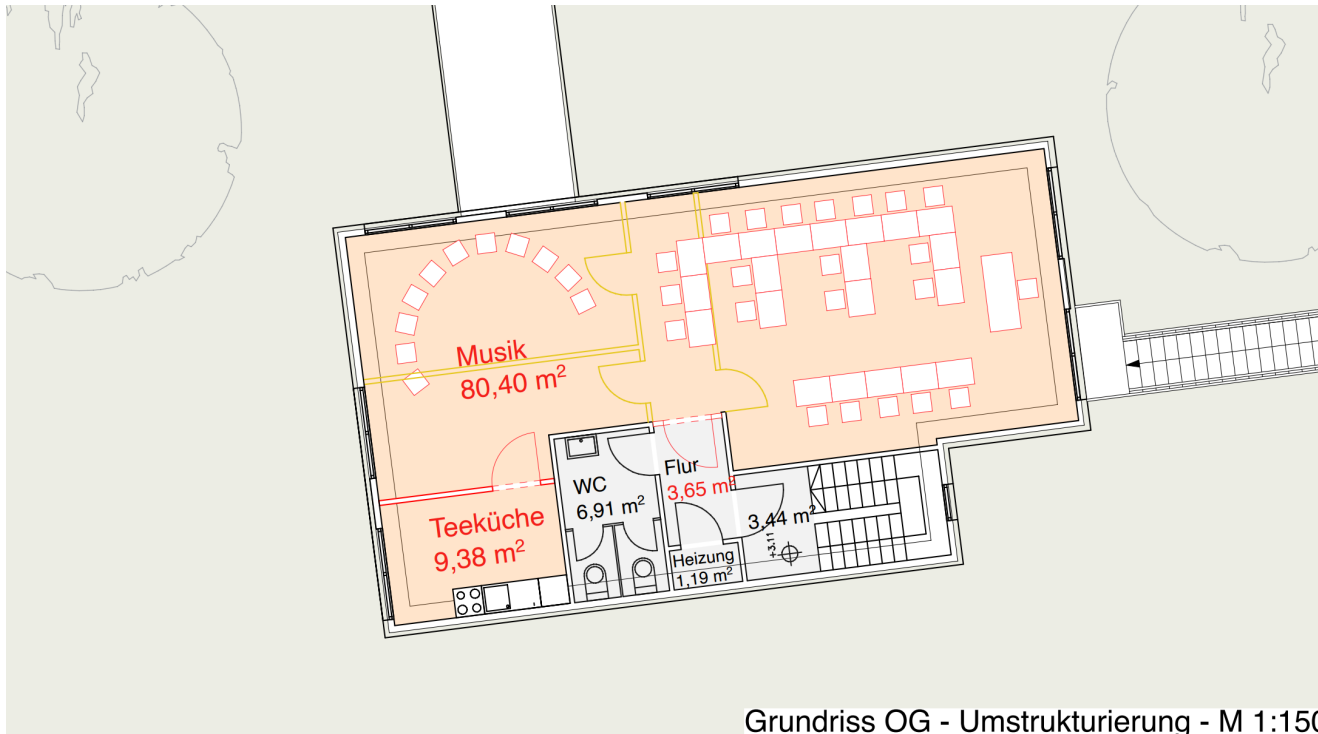 Musik
80,40 m²
Flur
3,65 m²
WC
6,91 m²
3,44 m²
+3.11
Teeküche
9,38 m²
Heizung
1,19 m²
Grundriss OG - Umstrukturierung - M 1:150